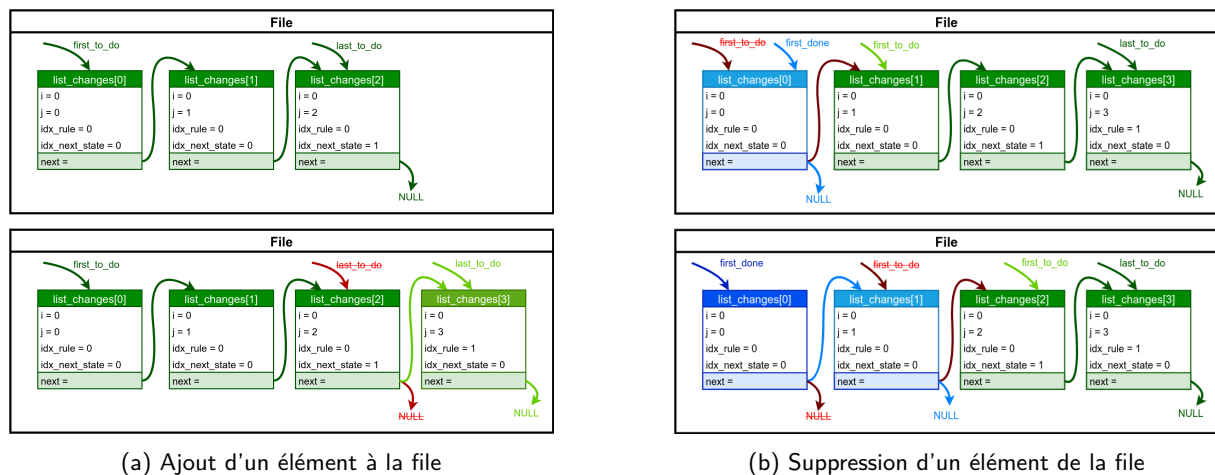 File
first_to_do
last_to_do
list_changes[0]
list_changes[1]
list_changes[2]
i = 0
i = 0
i = 0
j = 0
j = 1
j = 2
idx_rule = 0
idx_rule = 0
idx_rule = 0
idx_next_state = 0
idx_next_state = 0
idx_next_state = 1
next =
next =
next =
NULL
File
first_to_do
last_to_do
last_to_do
list_changes[0]
list_changes[1]
list_changes[2]
list_changes[3]
i = 0
i = 0
i = 0
i = 0
j = 0
j = 1
j = 2
j = 3
idx_rule = 0
idx_rule = 0
idx_rule = 0
idx_rule = 1
idx_next_state = 0
idx_next_state = 0
idx_next_state = 1
idx_next_state = 0
next =
next =
next =
next =
NULL
NULL
(a) Ajout d'un élément à la file
File
first_to_do
first_done
first_to_do
last_to_do
list_changes[0]
list_changes[1]
list_changes[2]
list_changes[3]
i = 0
i = 0
i = 0
i = 0
j = 0
j = 1
j = 2
j = 3
idx_rule = 0
idx_rule = 0
idx_rule = 0
idx_rule = 1
idx_next_state = 0
idx_next_state = 0
idx_next_state = 1
idx_next_state = 0
next =
next =
next =
next =
NULL
NULL
File
first_done
first_to_do
first_to_do
last_to_do
list_changes[0]
list_changes[1]
list_changes[2]
list_changes[3]
i = 0
i = 0
i = 0
i = 0
j = 0
j = 1
j = 2
j = 3
idx_rule = 0
idx_rule = 0
idx_rule = 0
idx_rule = 1
idx_next_state = 0
idx_next_state = 0
idx_next_state = 1
idx_next_state = 0
next =
next =
next =
next =
NULL
NULL
NULL
(b) Suppression d'un élément de la file